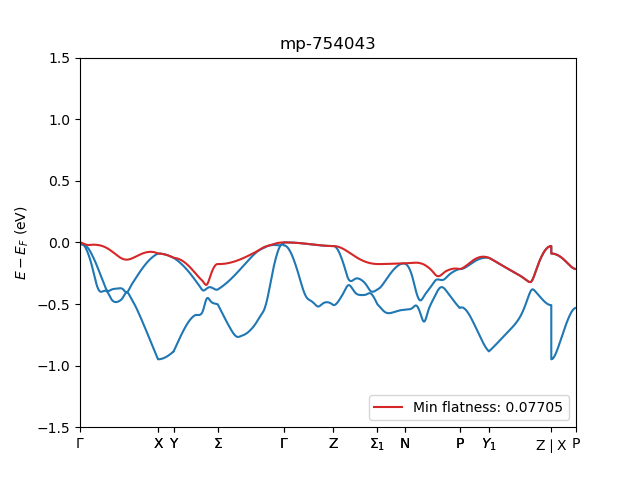 mp-754043
E − E_F (eV)
1.5
1.0
0.5
0.0
−0.5
−1.0
−1.5
Min flatness: 0.07705
Γ X Y Σ Γ Z Σ₁ N P Y₁ Z | X P